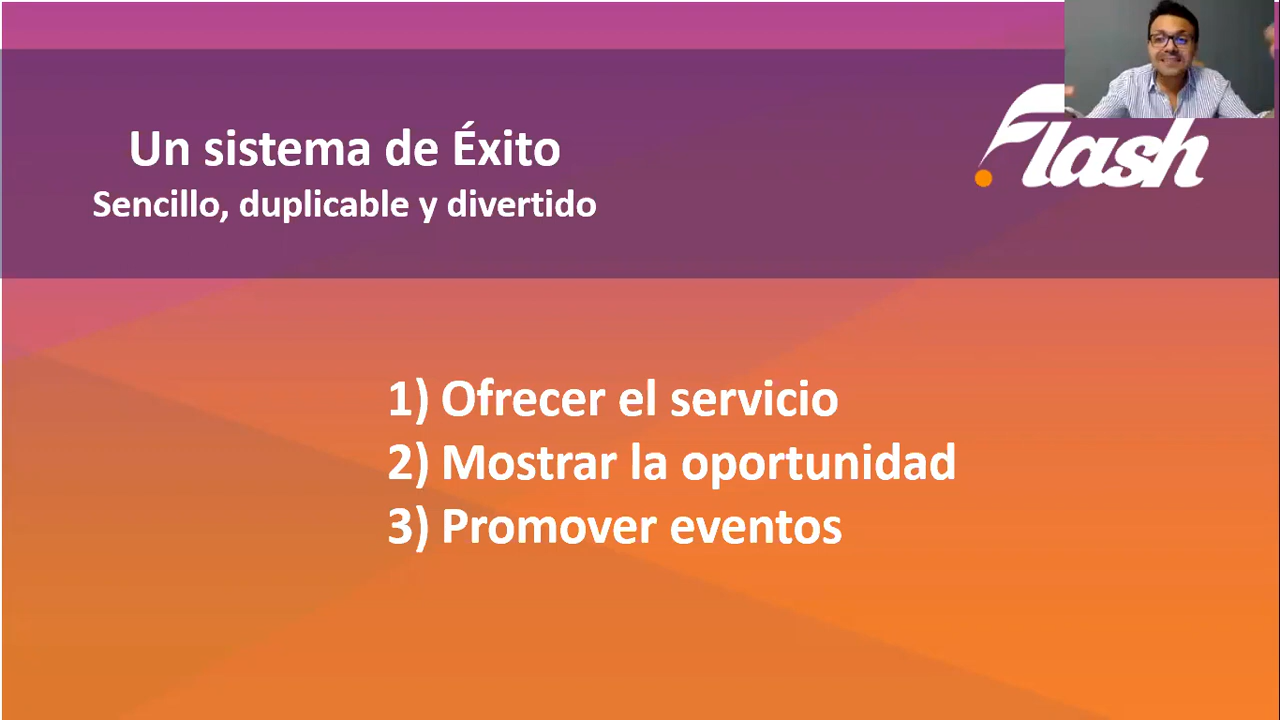 Un sistema de Éxito
Sencillo, duplicable y divertido
Flash
1) Ofrecer el servicio
2) Mostrar la oportunidad
3) Promover eventos